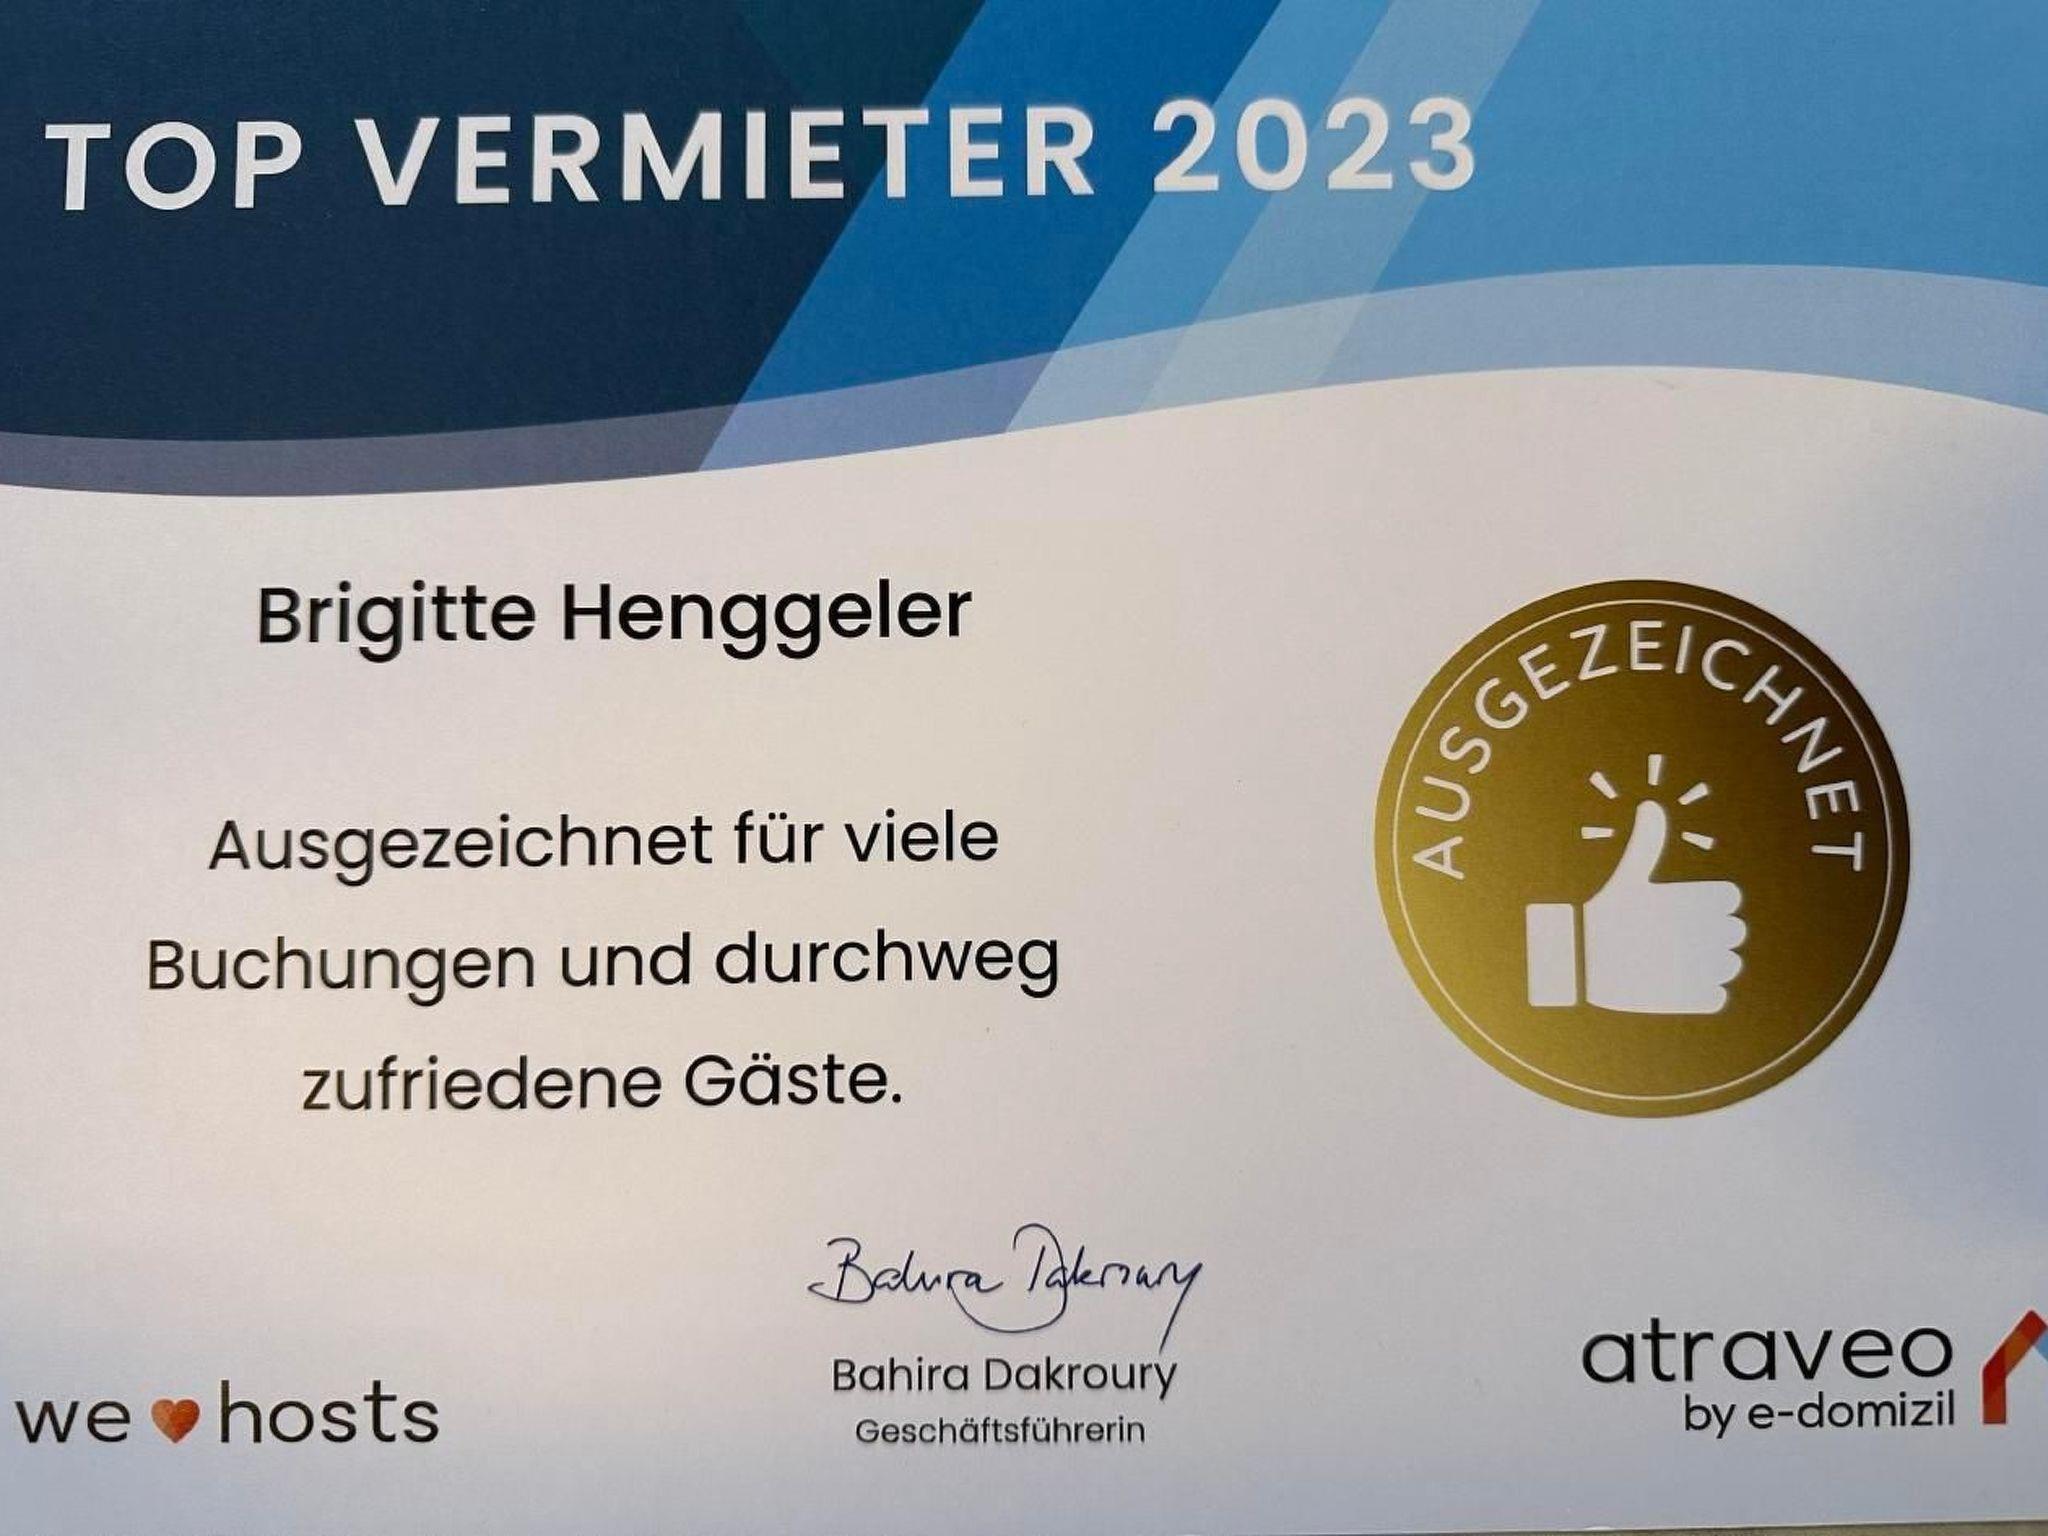 TOP VERMIETER 2023
Brigitte Henggeler
AUSGEZEICHNET
Ausgezeichnet für viele
Buchungen und durchweg
zufriedene Gäste.
Bahira Dakroury
Bahira Dakroury
Geschäftsführerin
we hosts
atraveo
by e-domizil